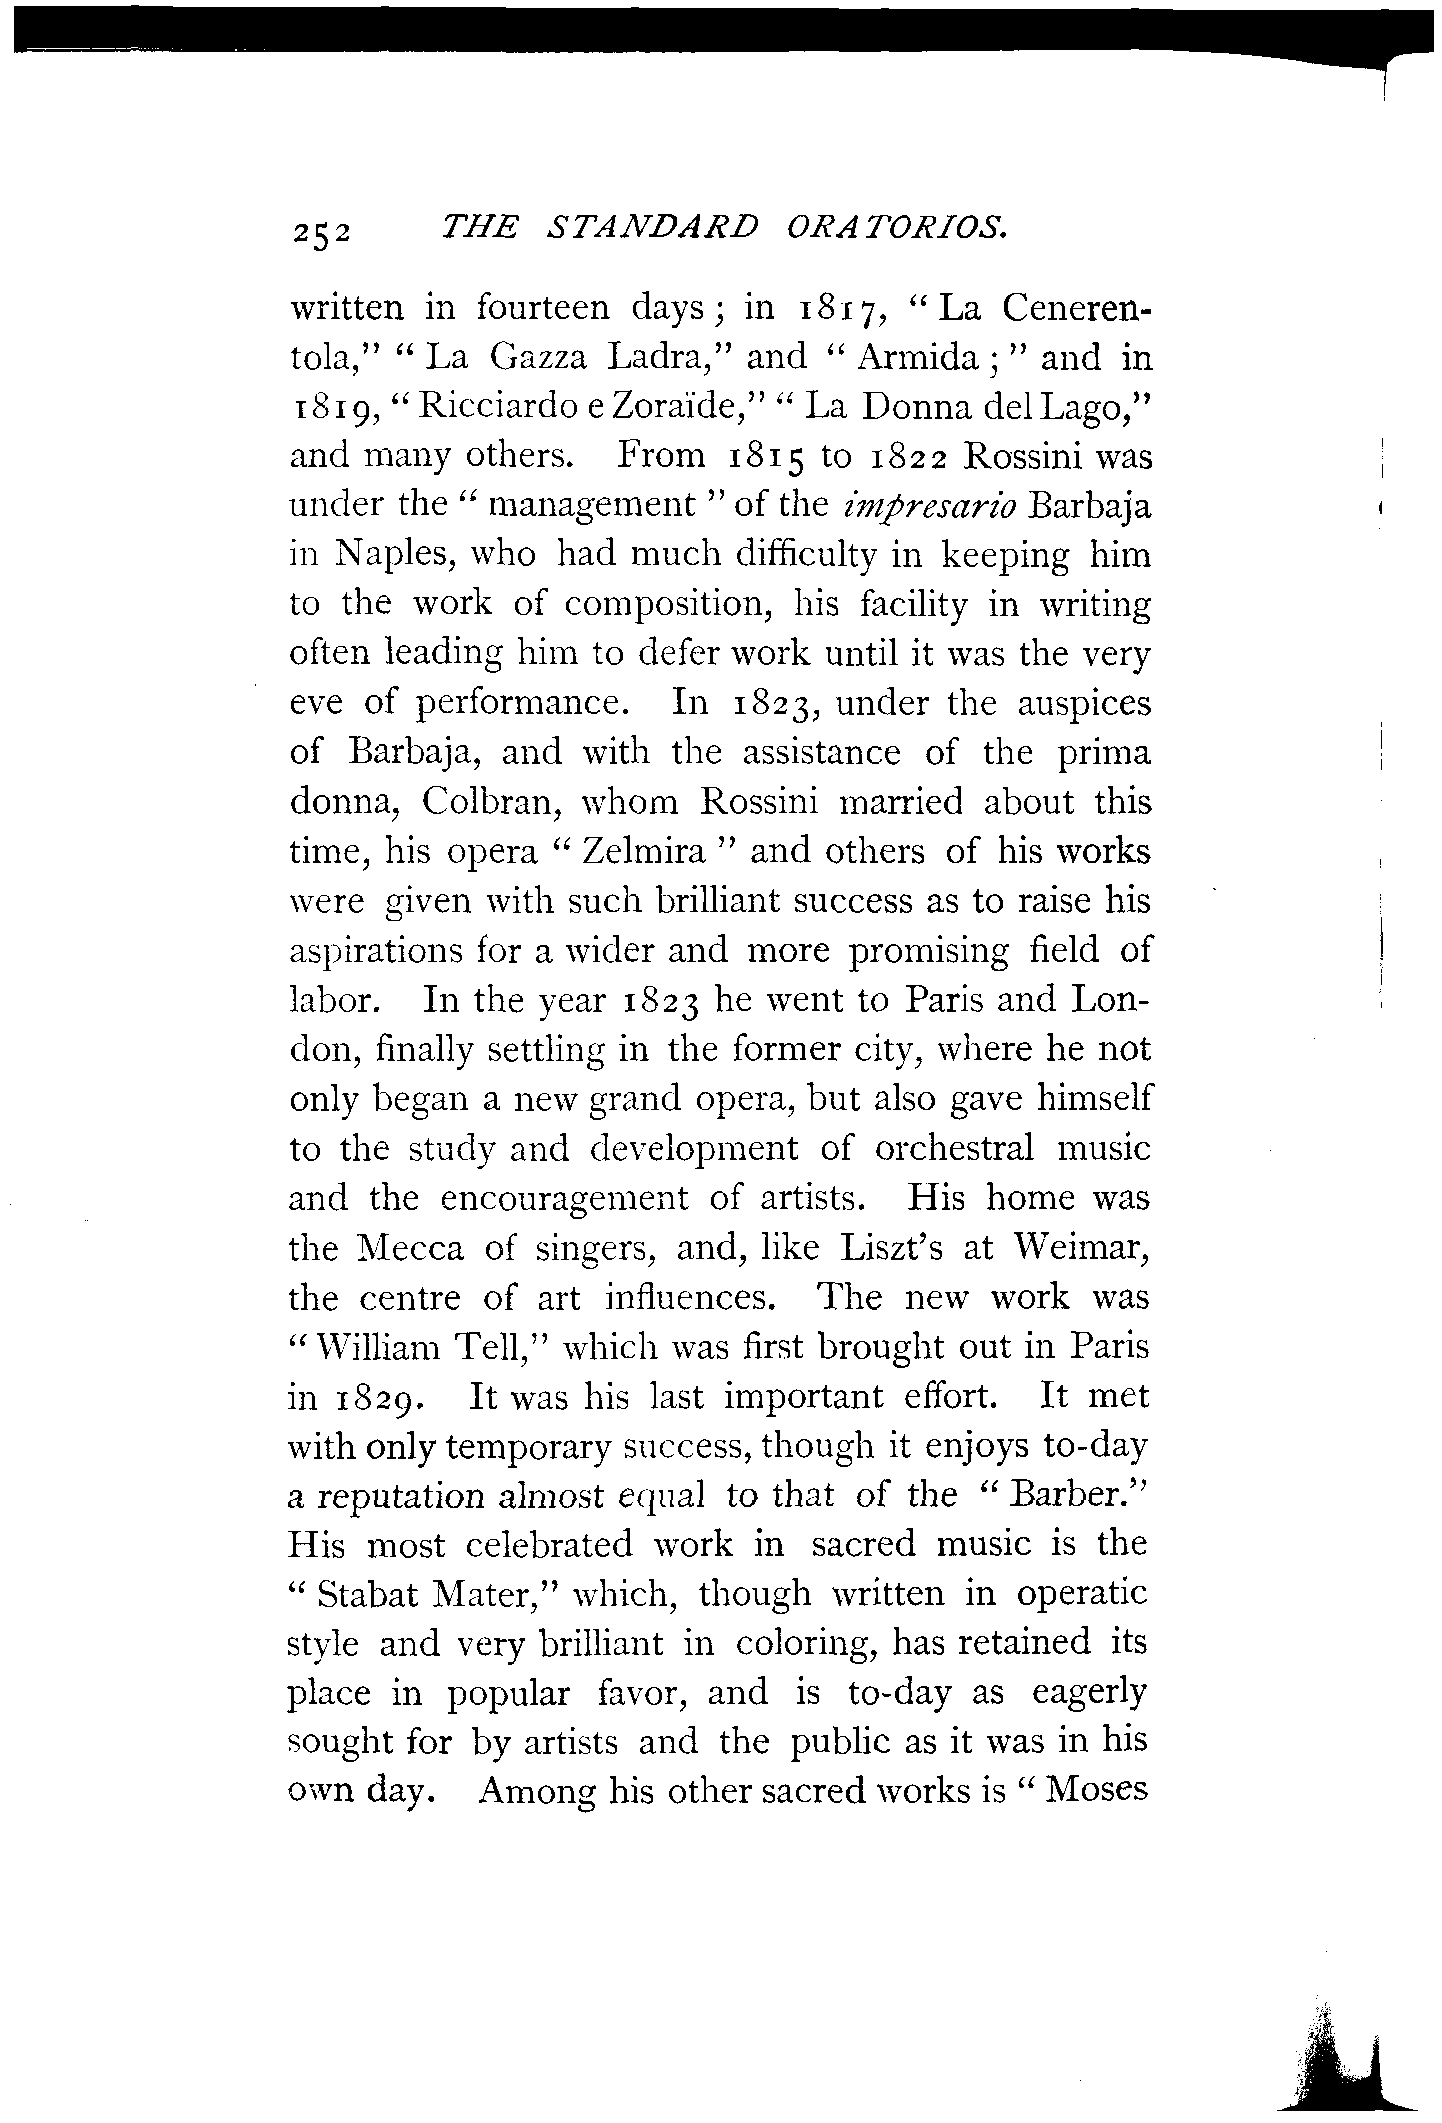 252 THE STANDARD ORATORIOS.
written in fourteen days; in 1817, “La Ceneren-
tola,” “La Gazza Ladra,” and “Armida;” and in
1819, “Ricciardo e Zoraïde,” “La Donna del Lago,”
and many others. From 1815 to 1822 Rossini was
under the “management” of the impresario Barbaja
in Naples, who had much difficulty in keeping him
to the work of composition, his facility in writing
often leading him to defer work until it was the very
eve of performance. In 1823, under the auspices
of Barbaja, and with the assistance of the prima
donna, Colbran, whom Rossini married about this
time, his opera “Zelmira” and others of his works
were given with such brilliant success as to raise his
aspirations for a wider and more promising field of
labor. In the year 1823 he went to Paris and Lon-
don, finally settling in the former city, where he not
only began a new grand opera, but also gave himself
to the study and development of orchestral music
and the encouragement of artists. His home was
the Mecca of singers, and, like Liszt’s at Weimar,
the centre of art influences. The new work was
“William Tell,” which was first brought out in Paris
in 1829. It was his last important effort. It met
with only temporary success, though it enjoys to-day
a reputation almost equal to that of the “Barber.”
His most celebrated work in sacred music is the
“Stabat Mater,” which, though written in operatic
style and very brilliant in coloring, has retained its
place in popular favor, and is to-day as eagerly
sought for by artists and the public as it was in his
own day. Among his other sacred works is “Moses